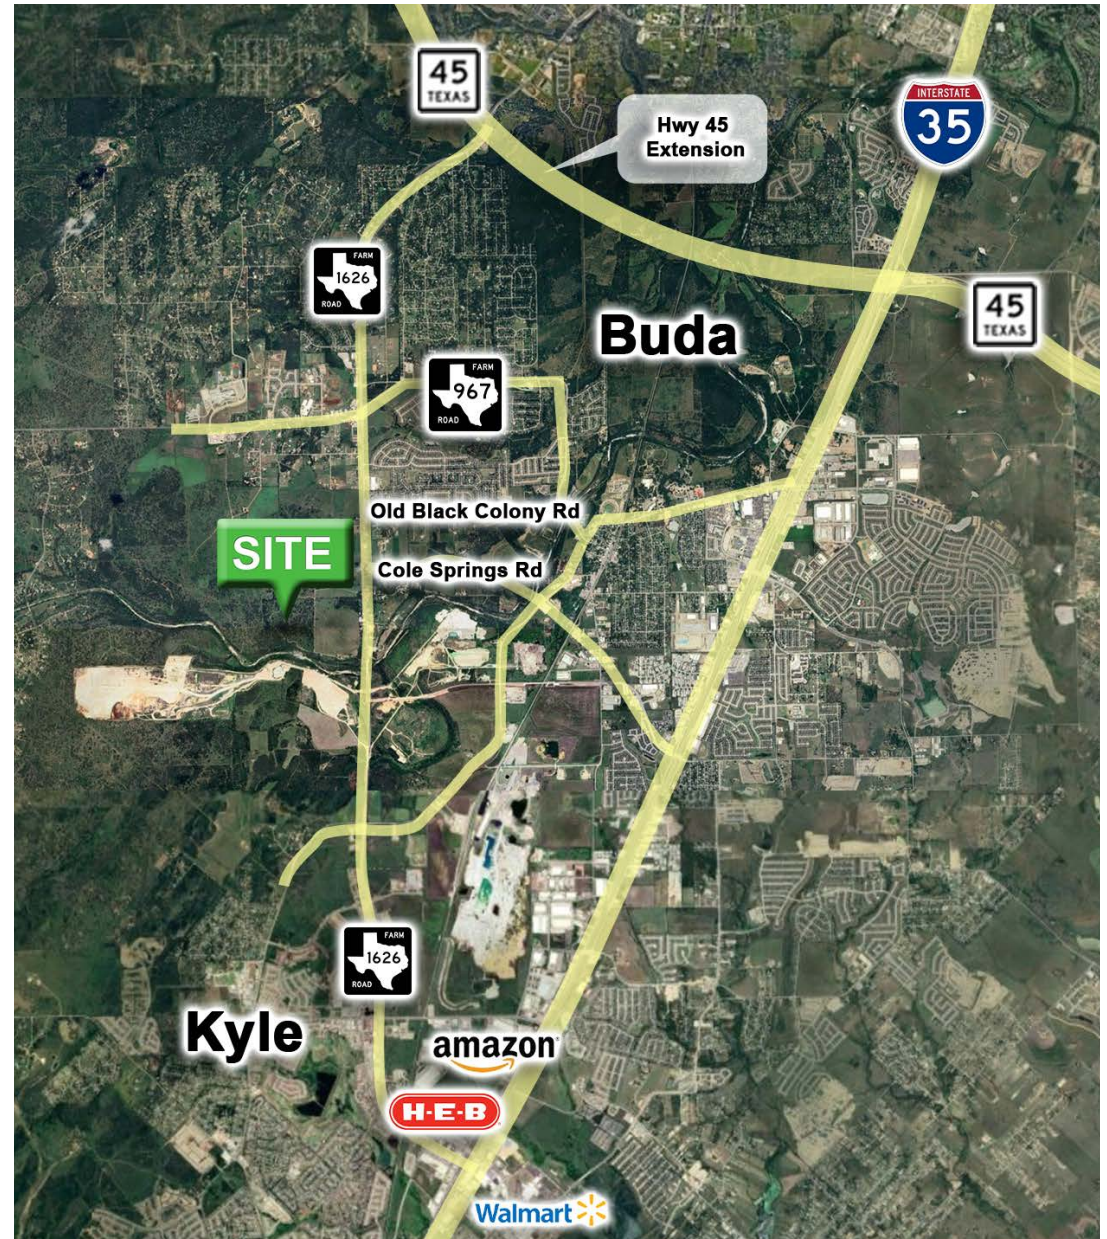 45
TEXAS
Hwy 45
Extension
INTERSTATE
35
FARM
1626
ROAD
45
TEXAS
Buda
FARM
967
ROAD
Old Black Colony Rd
SITE
Cole Springs Rd
FARM
1626
ROAD
Kyle
amazon
H-E-B
Walmart